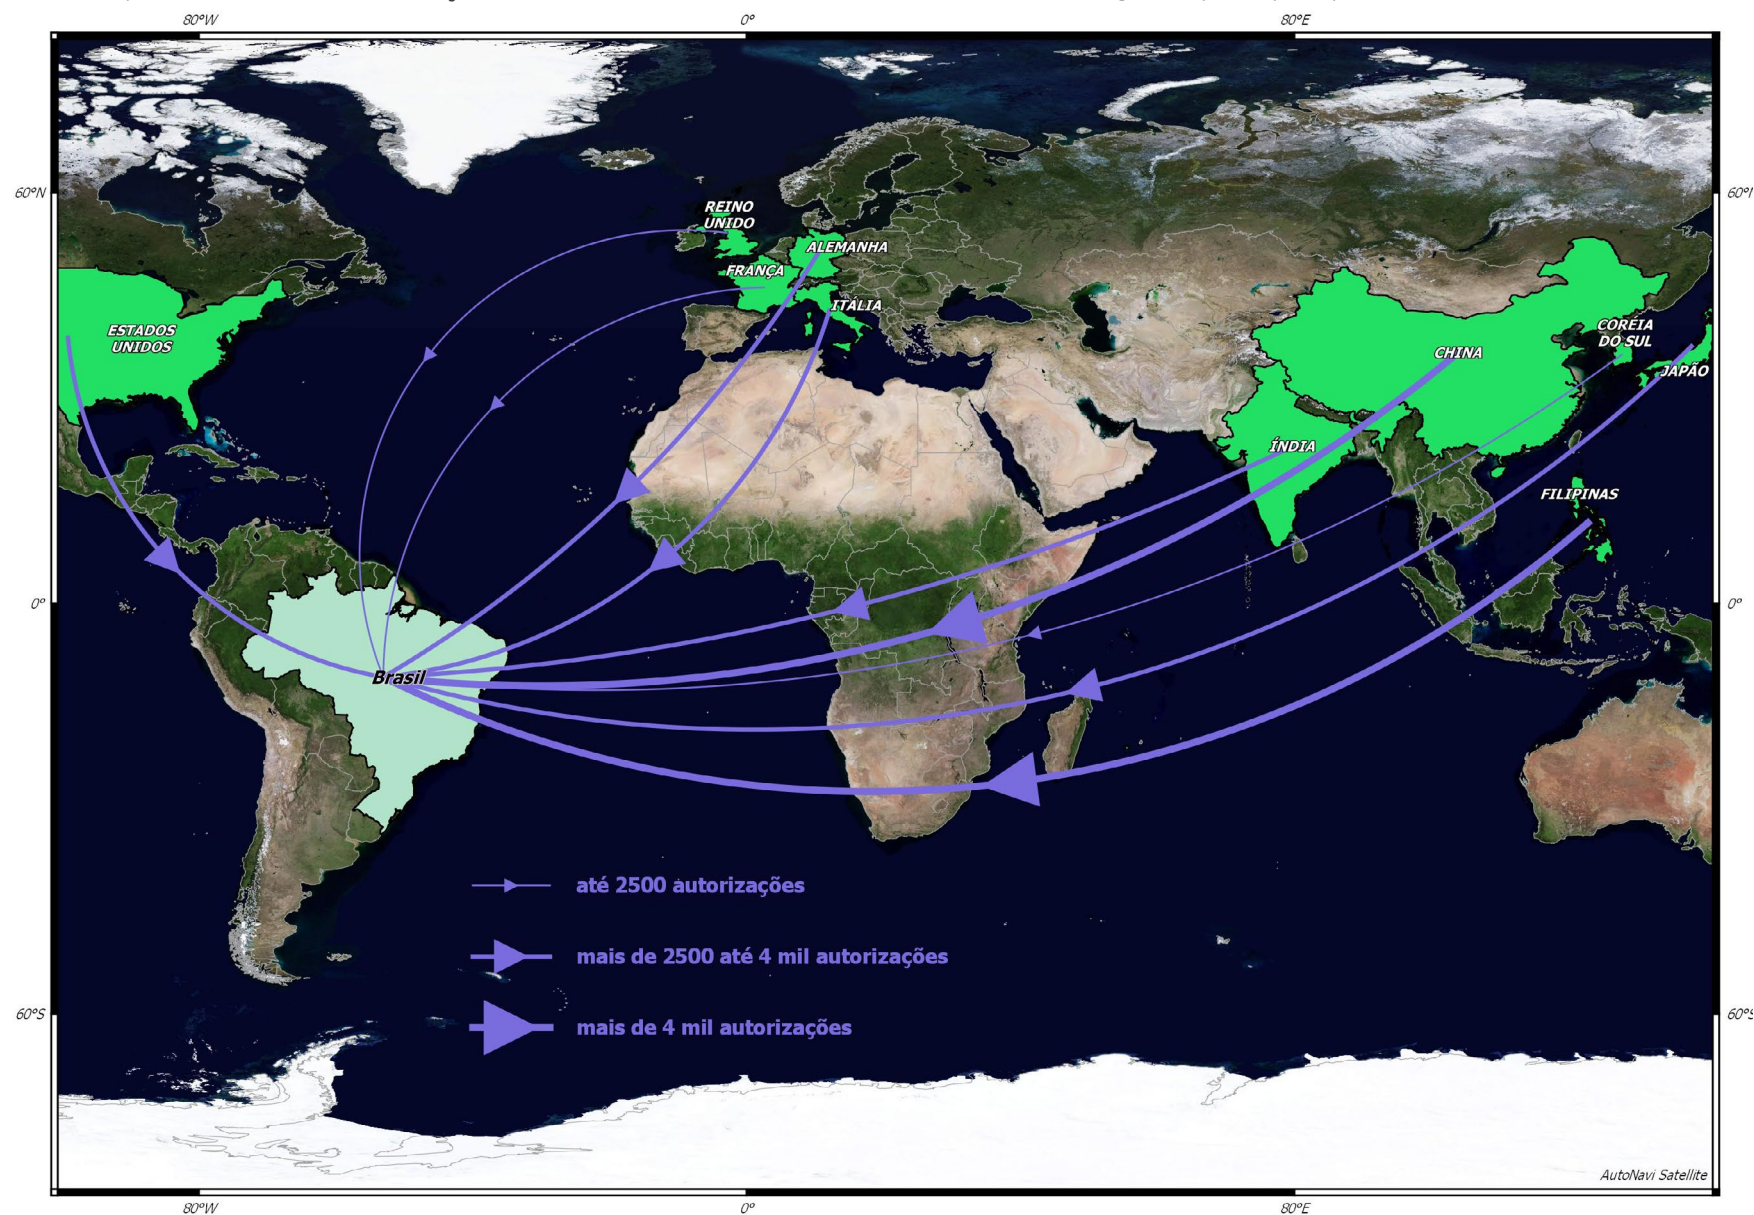 80°W 0° 80°E
60°N 60°N
REINO
UNIDO
ALEMANHA
FRANÇA
ITÁLIA
ESTADOS
UNIDOS
CORÉIA
DO SUL
CHINA
JAPÃO
ÍNDIA
FILIPINAS
0° 0°
Brasil
até 2500 autorizações
mais de 2500 até 4 mil autorizações
60°S 60°S
mais de 4 mil autorizações
AutoNavi Satellite
80°W 0° 80°E